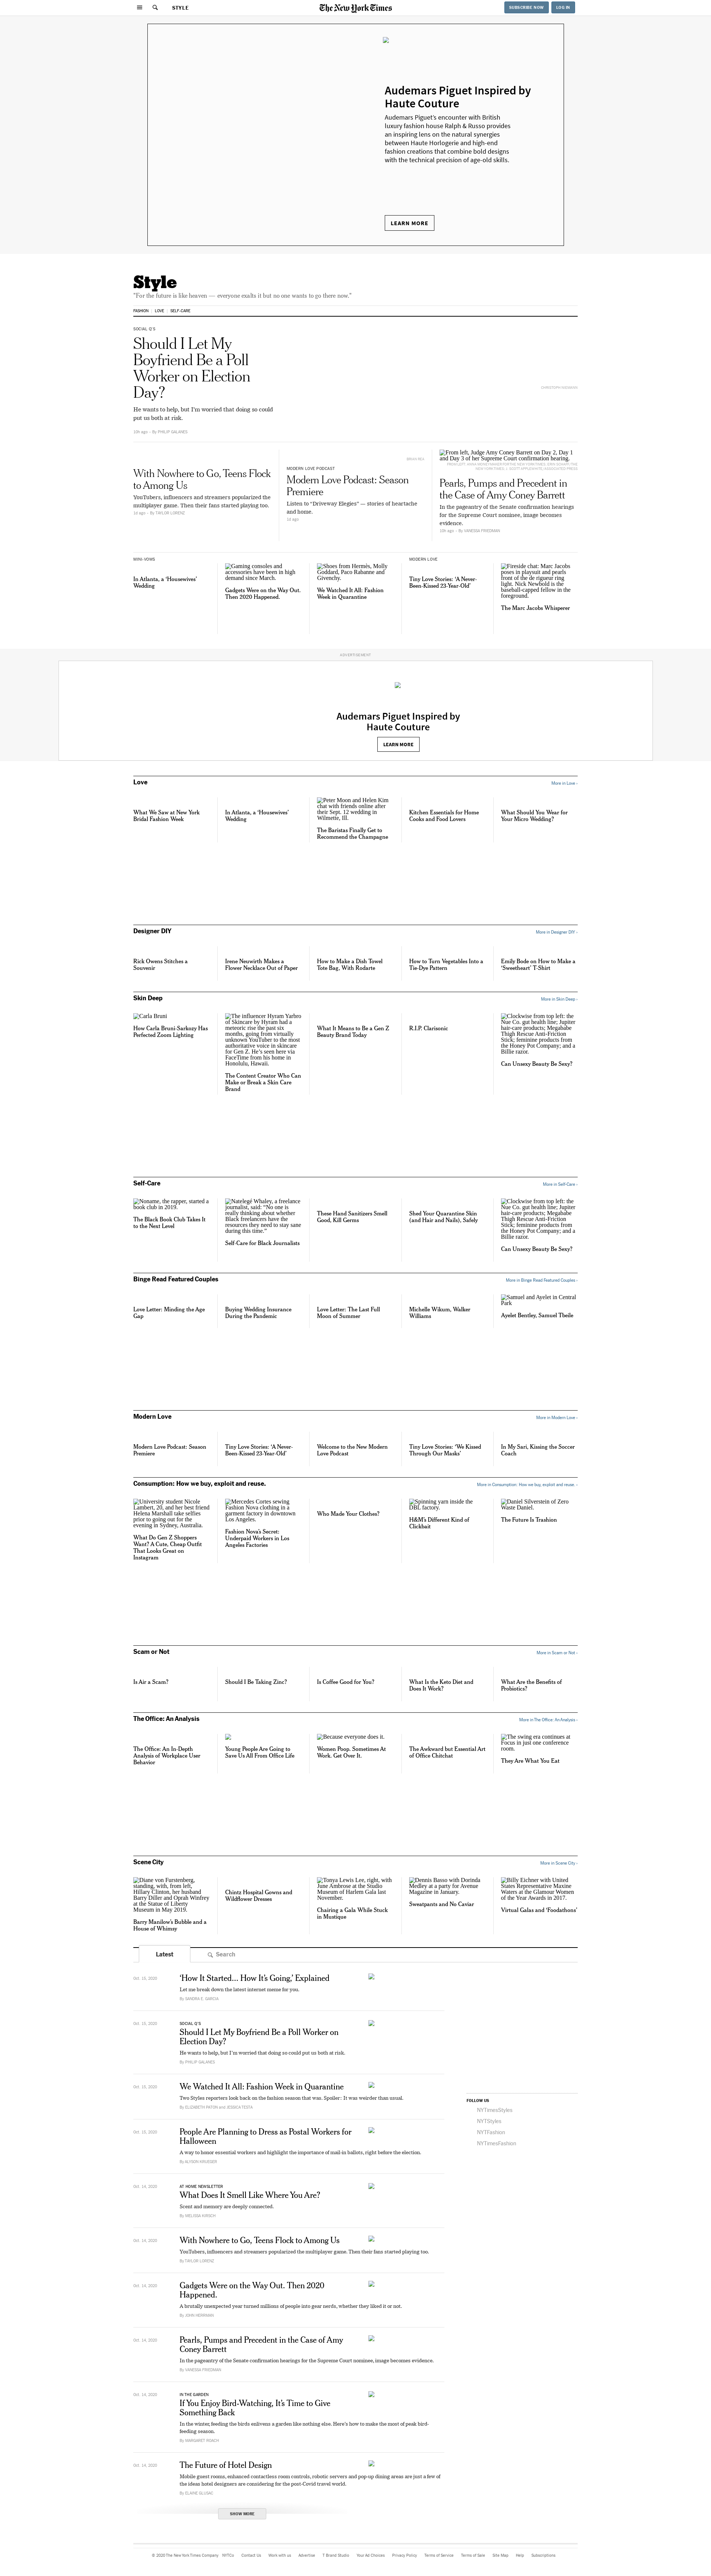 STYLE
The New York Times
SUBSCRIBE NOW
LOG IN
Audemars Piguet Inspired by
Haute Couture
Audemars Piguet's encounter with British
luxury fashion house Ralph & Russo provides
an inspiring lens on the natural synergies
between Haute Horlogerie and high-end
fashion creations that combine bold designs
with the technical precision of age-old skills.
LEARN MORE
Style
"For the future is like heaven — everyone exalts it but no one wants to go there now."
FASHION
LOVE
SELF-CARE
SOCIAL Q'S
Should I Let My
Boyfriend Be a Poll
Worker on Election
Day?
He wants to help, but I'm worried that doing so could
put us both at risk.
By PHILIP GALANES
With Nowhere to Go, Teens Flock
to Among Us
YouTubers, influencers and streamers popularized the
multiplayer game. Then their fans started playing too.
1d ago · By TAYLOR LORENZ
BRIAN REA
MODERN LOVE PODCAST
Modern Love Podcast: Season
Premiere
Listen to "Driveway Elegies" — stories of heartache
and home.
1d ago
From left, Judge Amy Coney Barrett on Day 2, Day 1
and Day 3 of her Supreme Court confirmation hearing.
Pearls, Pumps and Precedent in
the Case of Amy Coney Barrett
In the pageantry of the Senate confirmation hearings
for the Supreme Court nominee, image becomes
evidence.
By VANESSA FRIEDMAN
MINI-VOWS
In Atlanta, a 'Housewives'
Wedding
Gaming consoles and
accessories have been in high
demand since March.
Gadgets Were on the Way Out.
Then 2020 Happened.
Shoes from Hermès, Molly
Goddard, Paco Rabanne and
Givenchy.
We Watched It All: Fashion
Week in Quarantine
MODERN LOVE
Tiny Love Stories: 'A Never-
Been-Kissed 23-Year-Old'
Fireside chat: Marc Jacobs
poses in playsuit and pearls
front of the de rigueur ring
light. Nick Newbold is the
baseball-capped fellow in the
foreground.
The Marc Jacobs Whisperer
ADVERTISEMENT
Audemars Piguet Inspired by
Haute Couture
LEARN MORE
Love
More in Love ›
What We Saw at New York
Bridal Fashion Week
In Atlanta, a 'Housewives'
Wedding
Peter Moon and Helen Kim
chat with friends online after
their Sept. 12 wedding in
Wilmette, Ill.
The Baristas Finally Get to
Recommend the Champagne
Kitchen Essentials for Home
Cooks and Food Lovers
What Should You Wear for
Your Micro Wedding?
Designer DIY
More in Designer DIY ›
Rick Owens Stitches a
Souvenir
Irene Neuwirth Makes a
Flower Necklace Out of Paper
How to Make a Dish Towel
Tote Bag, With Rodarte
How to Turn Vegetables Into a
Tie-Dye Pattern
Emily Bode on How to Make a
'Sweetheart' T-Shirt
Skin Deep
More in Skin Deep ›
Carla Bruni
How Carla Bruni-Sarkozy Has
Perfected Zoom Lighting
The influencer Hyram Yarbro
of Skincare by Hyram had a
meteoric rise the past six
months, going from virtually
unknown YouTuber to the most
authoritative voice in skincare
for Gen Z. He's seen here via
FaceTime from his home in
Honolulu, Hawaii.
The Content Creator Who Can
Make or Break a Skin Care
Brand
What It Means to Be a Gen Z
Beauty Brand Today
R.I.P. Clarisonic
Clockwise from top left: the
Nue Co. gut health line; Jupiter
hair-care products; Megababe
Thigh Rescue Anti-Friction
Stick; feminine products from
the Honey Pot Company; and a
Billie razor.
Can Unsexy Beauty Be Sexy?
Self-Care
More in Self-Care ›
Noname, the rapper, started a
book club in 2019.
The Black Book Club Takes It
to the Next Level
Natelegé Whaley, a freelance
journalist, said: "No one is
really thinking about whether
Black freelancers have the
resources they need to stay sane
during this time."
Self-Care for Black Journalists
These Hand Sanitizers Smell
Good, Kill Germs
Shed Your Quarantine Skin
(and Hair and Nails), Safely
Clockwise from top left: the
Nue Co. gut health line; Jupiter
hair-care products; Megababe
Thigh Rescue Anti-Friction
Stick; feminine products from
the Honey Pot Company; and a
Billie razor.
Can Unsexy Beauty Be Sexy?
Binge Read Featured Couples
More in Binge Read Featured Couples ›
Love Letter: Minding the Age
Gap
Buying Wedding Insurance
During the Pandemic
Love Letter: The Last Full
Moon of Summer
Michelle Wikum, Walker
Williams
Samuel and Ayelet in Central
Park
Ayelet Bentley, Samuel Theile
Modern Love
More in Modern Love ›
Modern Love Podcast: Season
Premiere
Tiny Love Stories: 'A Never-
Been-Kissed 23-Year-Old'
Welcome to the New Modern
Love Podcast
Tiny Love Stories: 'We Kissed
Through Our Masks'
In My Sari, Kissing the Soccer
Coach
Consumption: How we buy, exploit and reuse.
More in Consumption: How we buy, exploit and reuse. ›
University student Nicole
Lambert, 20, and her best friend
Helena Marshall take selfies
prior to going out for the
evening in Sydney, Australia.
What Do Gen Z Shoppers
Want? A Cute, Cheap Outfit
That Looks Great on
Instagram
Mercedes Cortes sewing
Fashion Nova clothing in a
garment factory in downtown
Los Angeles.
Fashion Nova's Secret:
Underpaid Workers in Los
Angeles Factories
Who Made Your Clothes?
Spinning yarn inside the
DBL factory.
H&M's Different Kind of
Clickbait
Daniel Silverstein of Zero
Waste Daniel.
The Future Is Trashion
Scam or Not
More in Scam or Not ›
Is Air a Scam?
Should I Be Taking Zinc?
Is Coffee Good for You?
What Is the Keto Diet and
Does It Work?
What Are the Benefits of
Probiotics?
The Office: An Analysis
More in The Office: An Analysis ›
The Office: An In-Depth
Analysis of Workplace User
Behavior
Young People Are Going to
Save Us All From Office Life
Because everyone does it.
Women Poop. Sometimes At
Work. Get Over It.
The Awkward but Essential Art
of Office Chitchat
The swing era continues at
Focus in just one conference
room.
They Are What You Eat
Scene City
More in Scene City ›
Diane von Furstenberg,
standing, with, from left,
Hillary Clinton, her husband
Barry Diller and Oprah Winfrey
at the Statue of Liberty
Museum in May 2019.
Barry Manilow's Bubble and a
House of Whimsy
Chintz Hospital Gowns and
Wildflower Dresses
Tonya Lewis Lee, right, with
June Ambrose at the Studio
Museum of Harlem Gala last
November.
Chairing a Gala While Stuck
in Mustique
Dennis Basso with Dorinda
Medley at a party for Avenue
Magazine in January.
Sweatpants and No Caviar
Billy Eichner with United
States Representative Maxine
Waters at the Glamour Women
of the Year Awards in 2017.
Virtual Galas and 'Foodathons'
Latest
Search
Oct. 15, 2020
'How It Started... How It's Going,' Explained
Let me break down the latest internet meme for you.
By SANDRA E. GARCIA
Oct. 15, 2020
SOCIAL Q'S
Should I Let My Boyfriend Be a Poll Worker on
Election Day?
He wants to help, but I'm worried that doing so could put us both at risk.
By PHILIP GALANES
Oct. 15, 2020
We Watched It All: Fashion Week in Quarantine
Two Styles reporters look back on the fashion season that was. Spoiler: It was weirder than usual.
By ELIZABETH PATON and JESSICA TESTA
Oct. 15, 2020
People Are Planning to Dress as Postal Workers for
Halloween
A way to honor essential workers and highlight the importance of mail-in ballots, right before the election.
By ALYSON KRUEGER
Oct. 14, 2020
AT HOME NEWSLETTER
What Does It Smell Like Where You Are?
Scent and memory are deeply connected.
By MELISSA KIRSCH
Oct. 14, 2020
With Nowhere to Go, Teens Flock to Among Us
YouTubers, influencers and streamers popularized the multiplayer game. Then their fans started playing too.
By TAYLOR LORENZ
Oct. 14, 2020
Gadgets Were on the Way Out. Then 2020
Happened.
A brutally unexpected year turned millions of people into gear nerds, whether they liked it or not.
By JOHN HERRMAN
Oct. 14, 2020
Pearls, Pumps and Precedent in the Case of Amy
Coney Barrett
In the pageantry of the Senate confirmation hearings for the Supreme Court nominee, image becomes evidence.
By VANESSA FRIEDMAN
Oct. 14, 2020
IN THE GARDEN
If You Enjoy Bird-Watching, It's Time to Give
Something Back
In the winter, feeding the birds enlivens a garden like nothing else. Here's how to make the most of peak bird-
feeding season.
By MARGARET ROACH
Oct. 14, 2020
The Future of Hotel Design
Mobile guest rooms, enhanced contactless room controls, robotic servers and pop-up dining areas are just a few of
the ideas hotel designers are considering for the post-Covid travel world.
By ELAINE GLUSAC
SHOW MORE
FOLLOW US
NYTimesStyles
NYTStyles
NYTFashion
NYTimesFashion
© 2020 The New York Times Company
NYTCo
Contact Us
Work with us
Advertise
T Brand Studio
Your Ad Choices
Privacy Policy
Terms of Service
Terms of Sale
Site Map
Help
Subscriptions